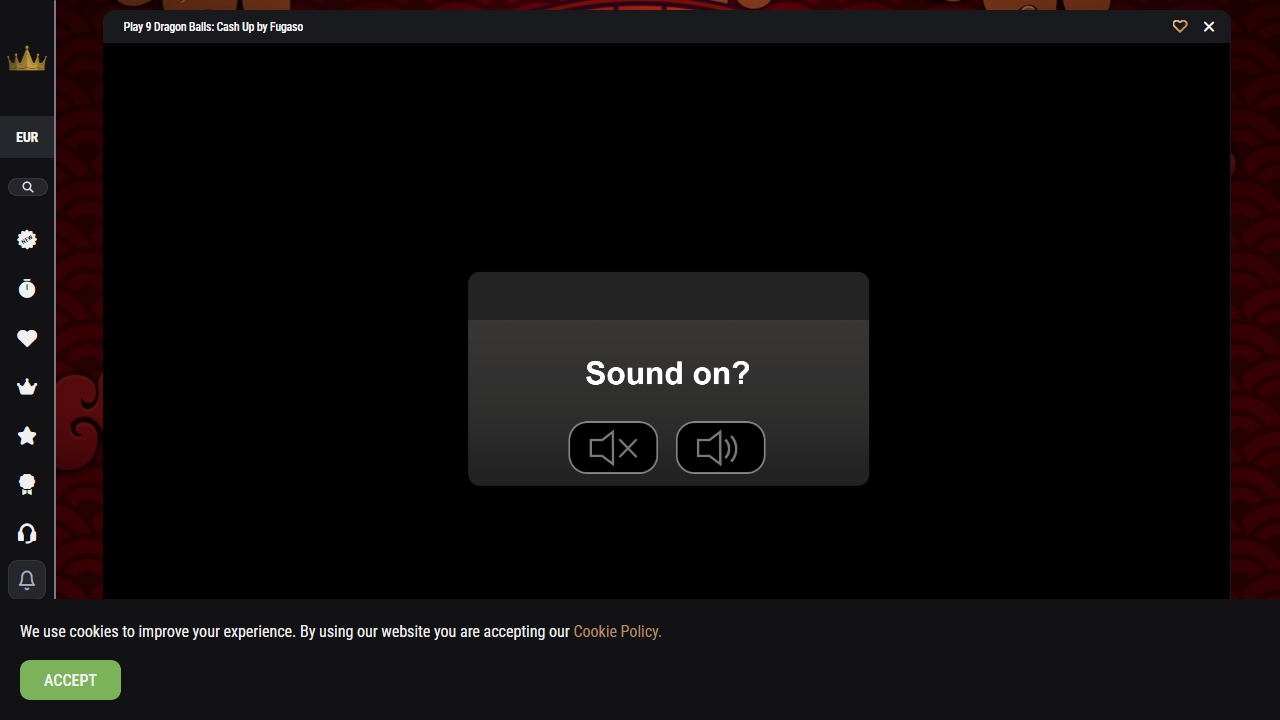 Play 9 Dragon Balls: Cash Up by Fugaso
EUR
NEW
Sound on?
We use cookies to improve your experience. By using our website you are accepting our Cookie Policy.
ACCEPT